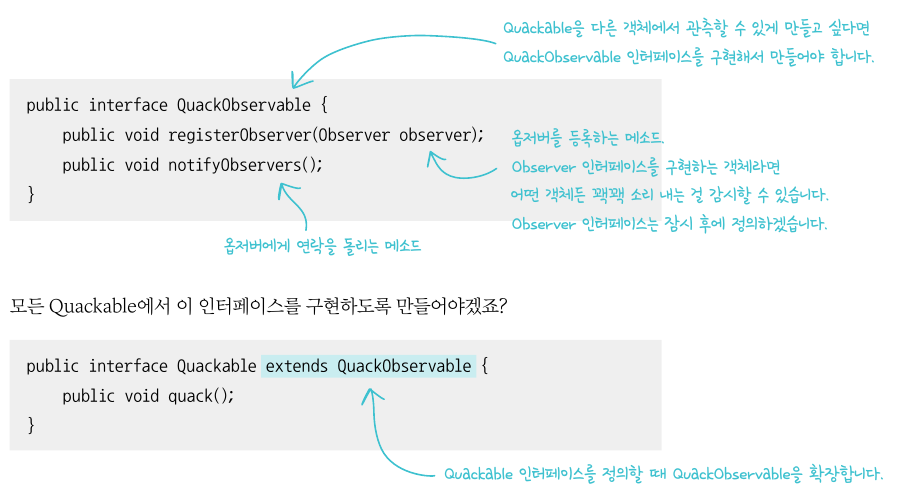 Quackable을 다른 객체에서 관측할 수 있게 만들고 싶다면
QuackObservable 인터페이스를 구현해서 만들어야 합니다.
public interface QuackObservable {
public void registerObserver(Observer observer);
public void notifyObservers();
}
옵저버를 등록하는 메소드.
Observer 인터페이스를 구현하는 객체라면
어떤 객체든 꽥꽥 소리 내는 걸 감시할 수 있습니다.
Observer 인터페이스는 잠시 후에 정의하겠습니다.
옵저버에게 연락을 돌리는 메소드
모든 Quackable에서 이 인터페이스를 구현하도록 만들어야겠죠?
public interface Quackable extends QuackObservable {
public void quack();
}
Quackable 인터페이스를 정의할 때 QuackObservable을 확장합니다.